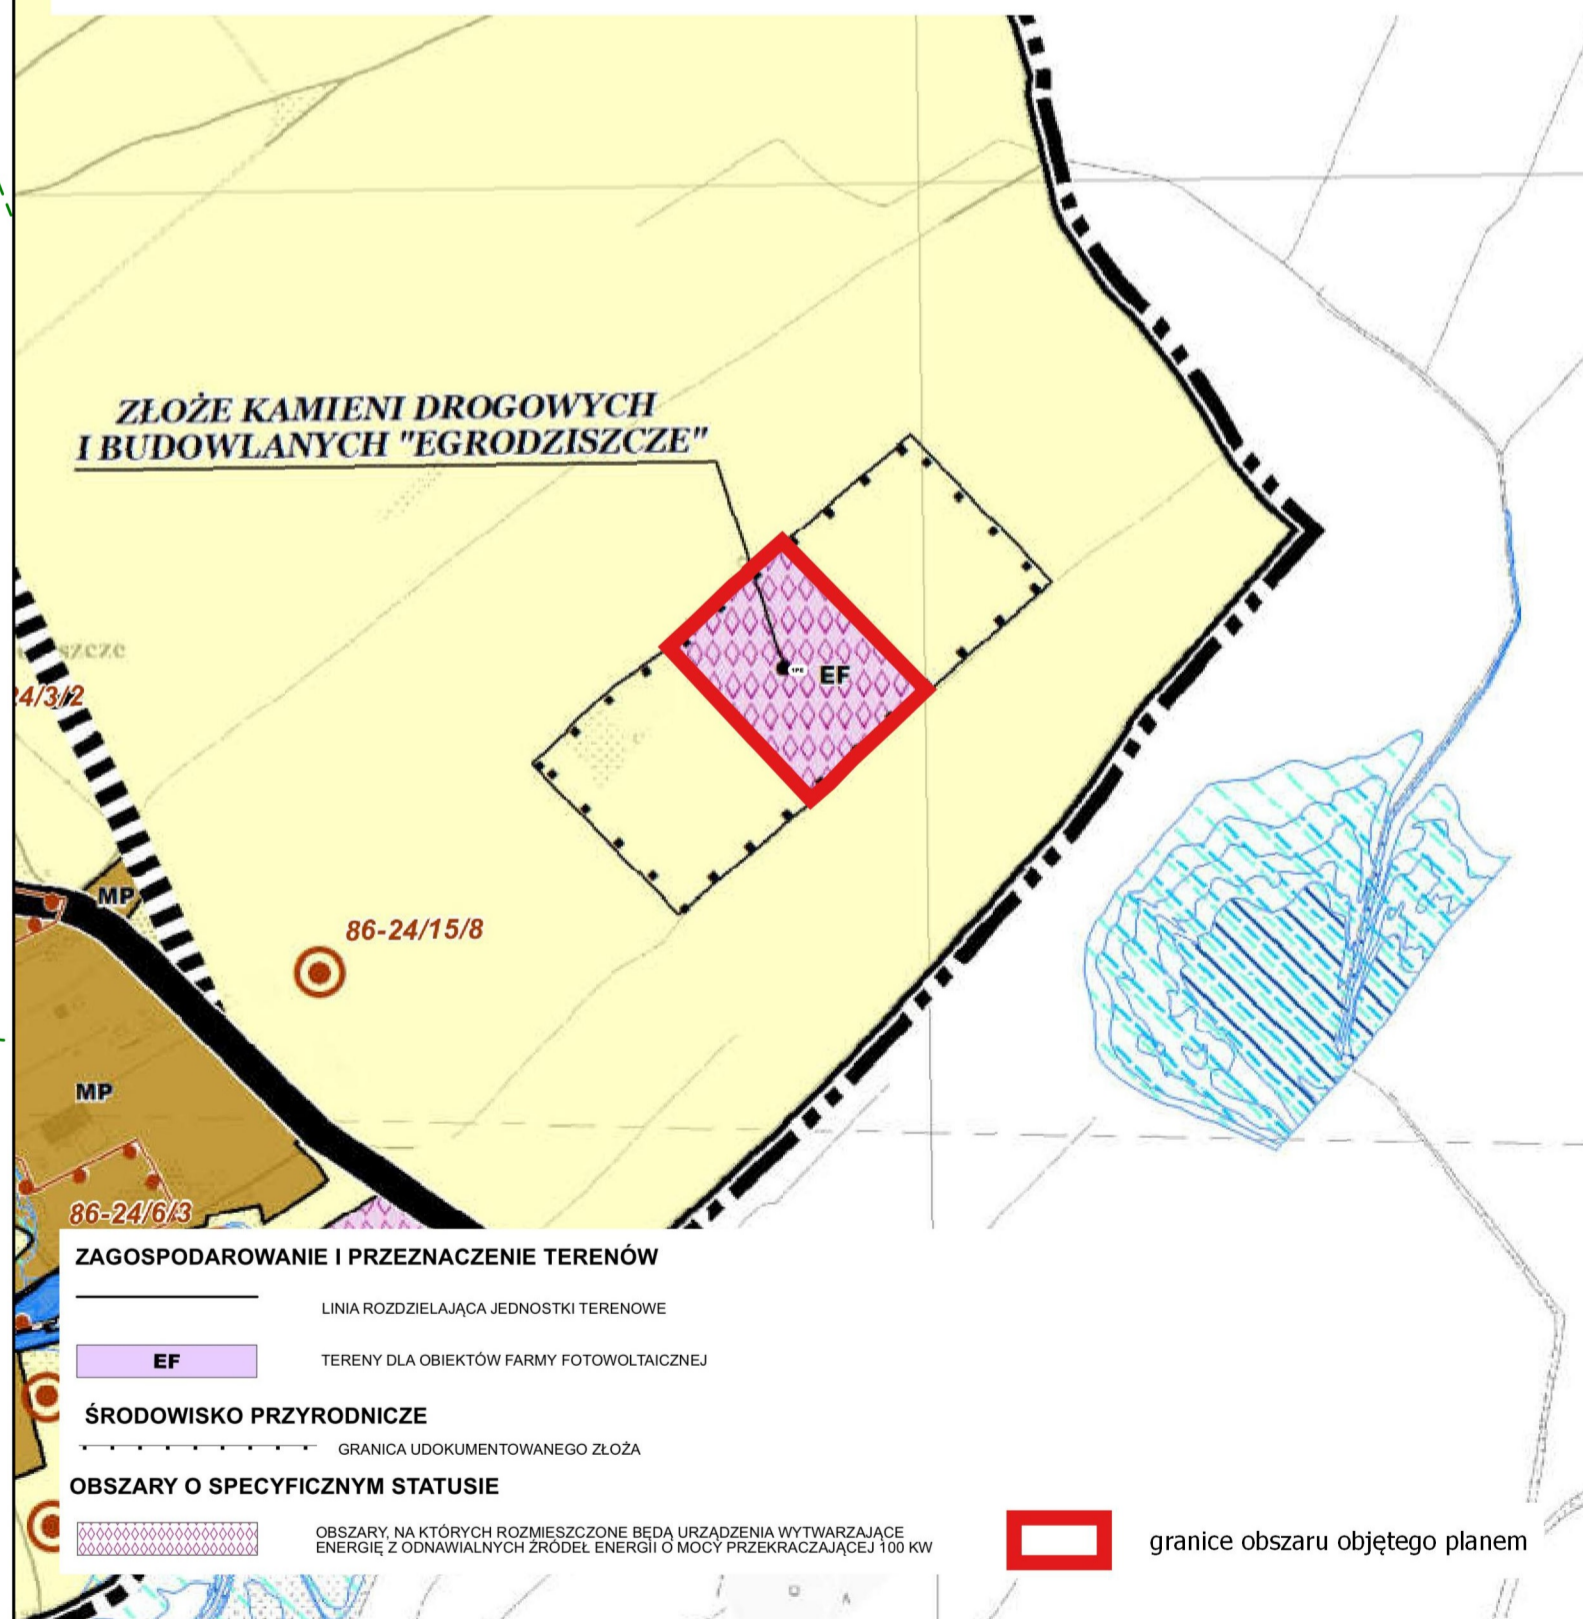 ZŁOŻE KAMIENI DROGOWYCH
I BUDOWLANYCH "EGRODZISZCZE"
EF
szcze
24/3/2
MP
86-24/15/8
MP
86-24/6/3
ZAGOSPODAROWANIE I PRZEZNACZENIE TERENÓW
LINIA ROZDZIELAJĄCA JEDNOSTKI TERENOWE
EF
TERENY DLA OBIEKTÓW FARMY FOTOWOLTAICZNEJ
ŚRODOWISKO PRZYRODNICZE
GRANICA UDOKUMENTOWANEGO ZŁOŻA
OBSZARY O SPECYFICZNYM STATUSIE
OBSZARY, NA KTÓRYCH ROZMIESZCZONE BĘDĄ URZĄDZENIA WYTWARZAJĄCE
ENERGIĘ Z ODNAWIALNYCH ŹRÓDEŁ ENERGII O MOCY PRZEKRACZAJĄCEJ 100 KW
granice obszaru objętego planem